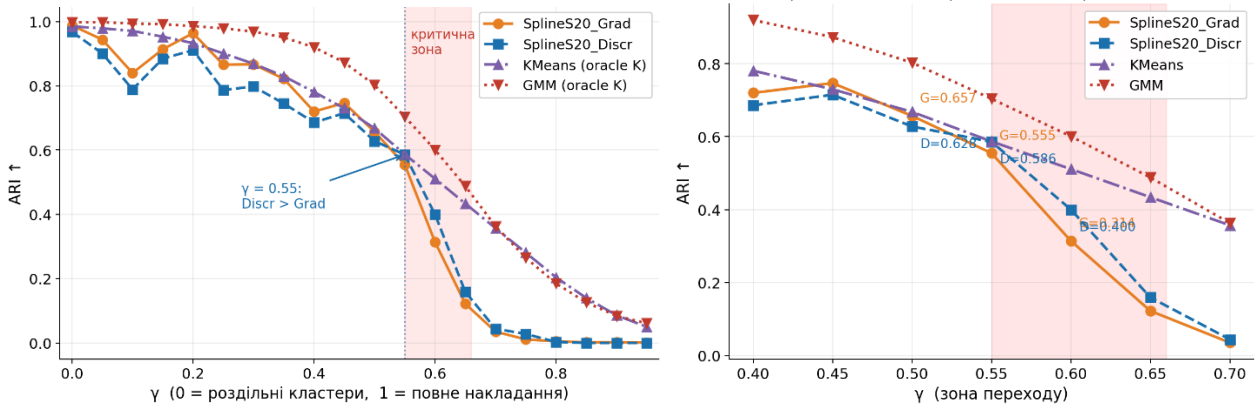 SplineS20_Grad
SplineS20_Discr
KMeans (oracle K)
GMM (oracle K)
критична
зона
γ = 0.55:
Discr > Grad
ARI ↑
1.0
0.8
0.6
0.4
0.2
0.0
0.0 0.2 0.4 0.6 0.8
γ (0 = роздільні кластери, 1 = повне накладання)
SplineS20_Grad
SplineS20_Discr
KMeans
GMM
G=0.657
D=0.628
G=0.555
D=0.586
G=0.314
D=0.400
ARI ↑
0.8
0.6
0.4
0.2
0.0
0.40 0.45 0.50 0.55 0.60 0.65 0.70
γ (зона переходу)